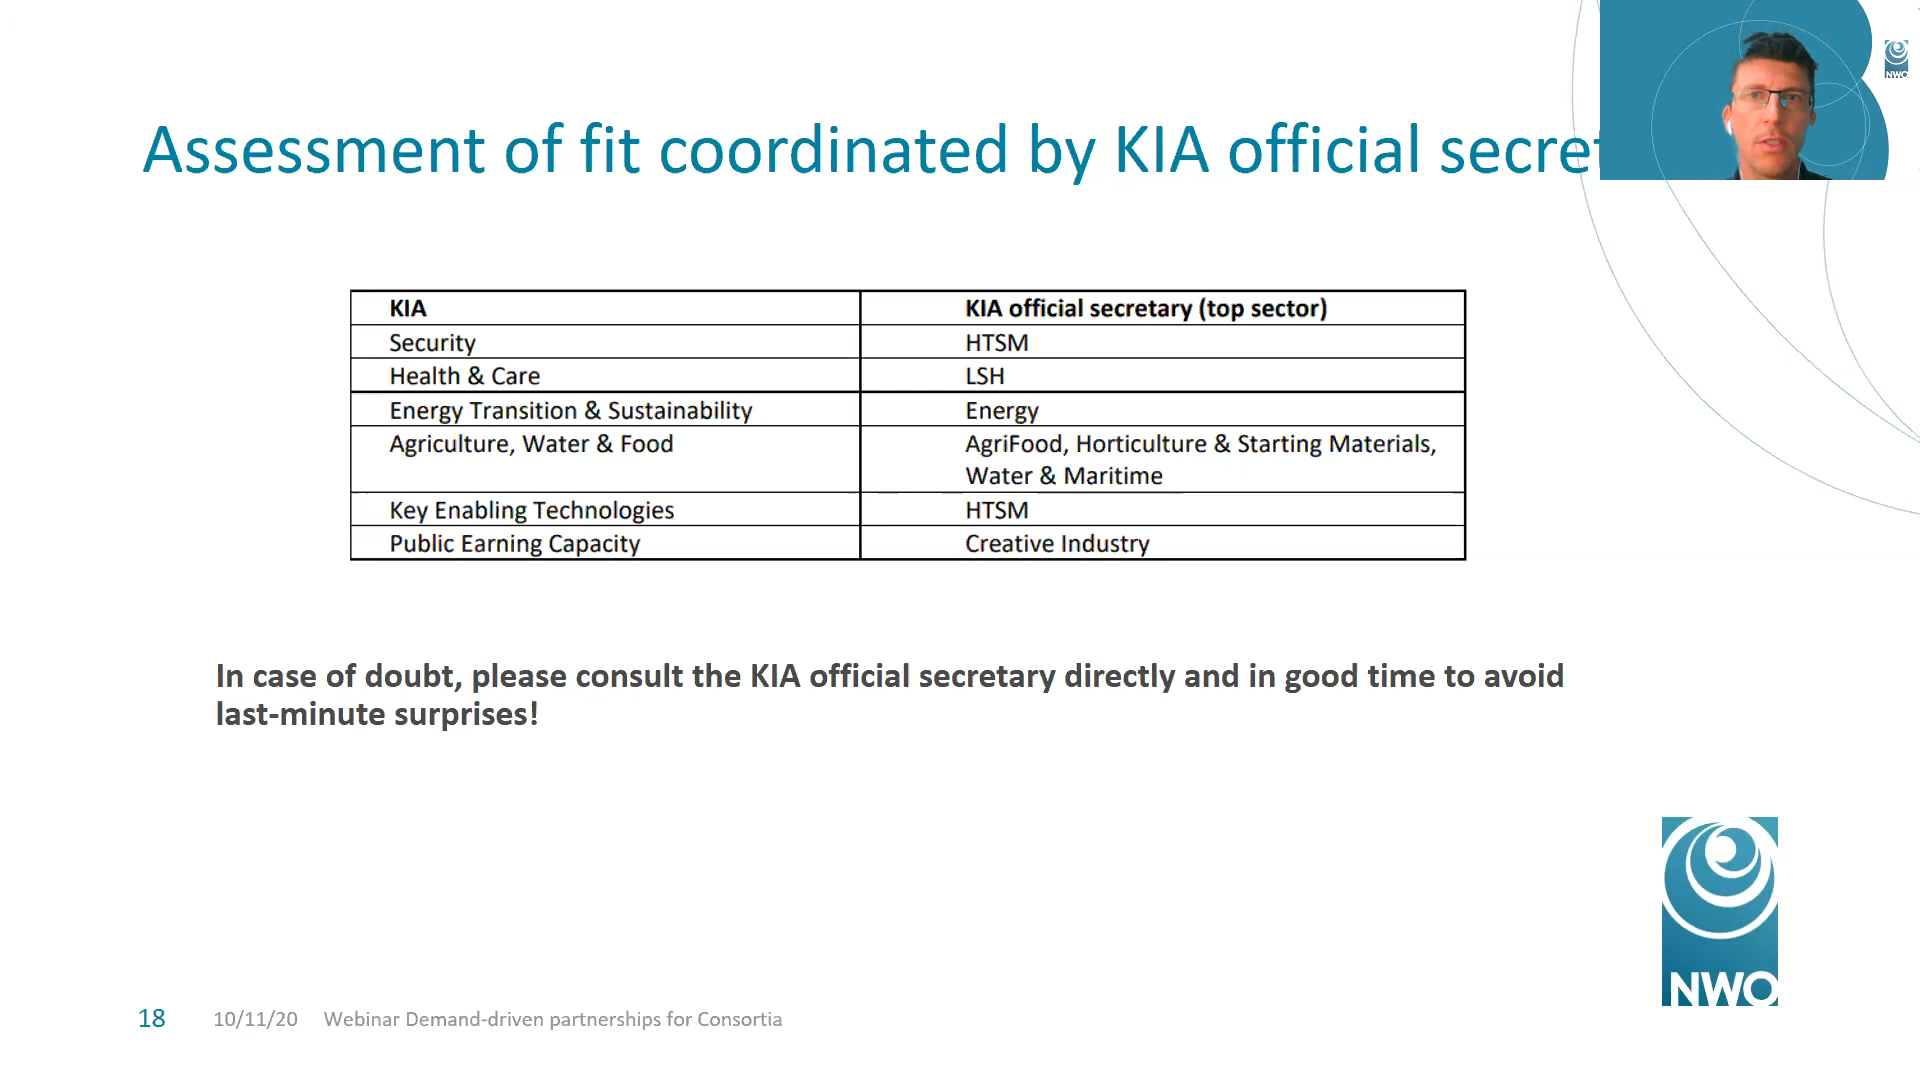 Assessment of fit coordinated by KIA official secret
NWO
KIA KIA official secretary (top sector)
Security HTSM
Health & Care LSH
Energy Transition & Sustainability Energy
Agriculture, Water & Food AgriFood, Horticulture & Starting Materials,
Water & Maritime
Key Enabling Technologies HTSM
Public Earning Capacity Creative Industry
In case of doubt, please consult the KIA official secretary directly and in good time to avoid
last-minute surprises!
NWO
18 10/11/20 Webinar Demand-driven partnerships for Consortia